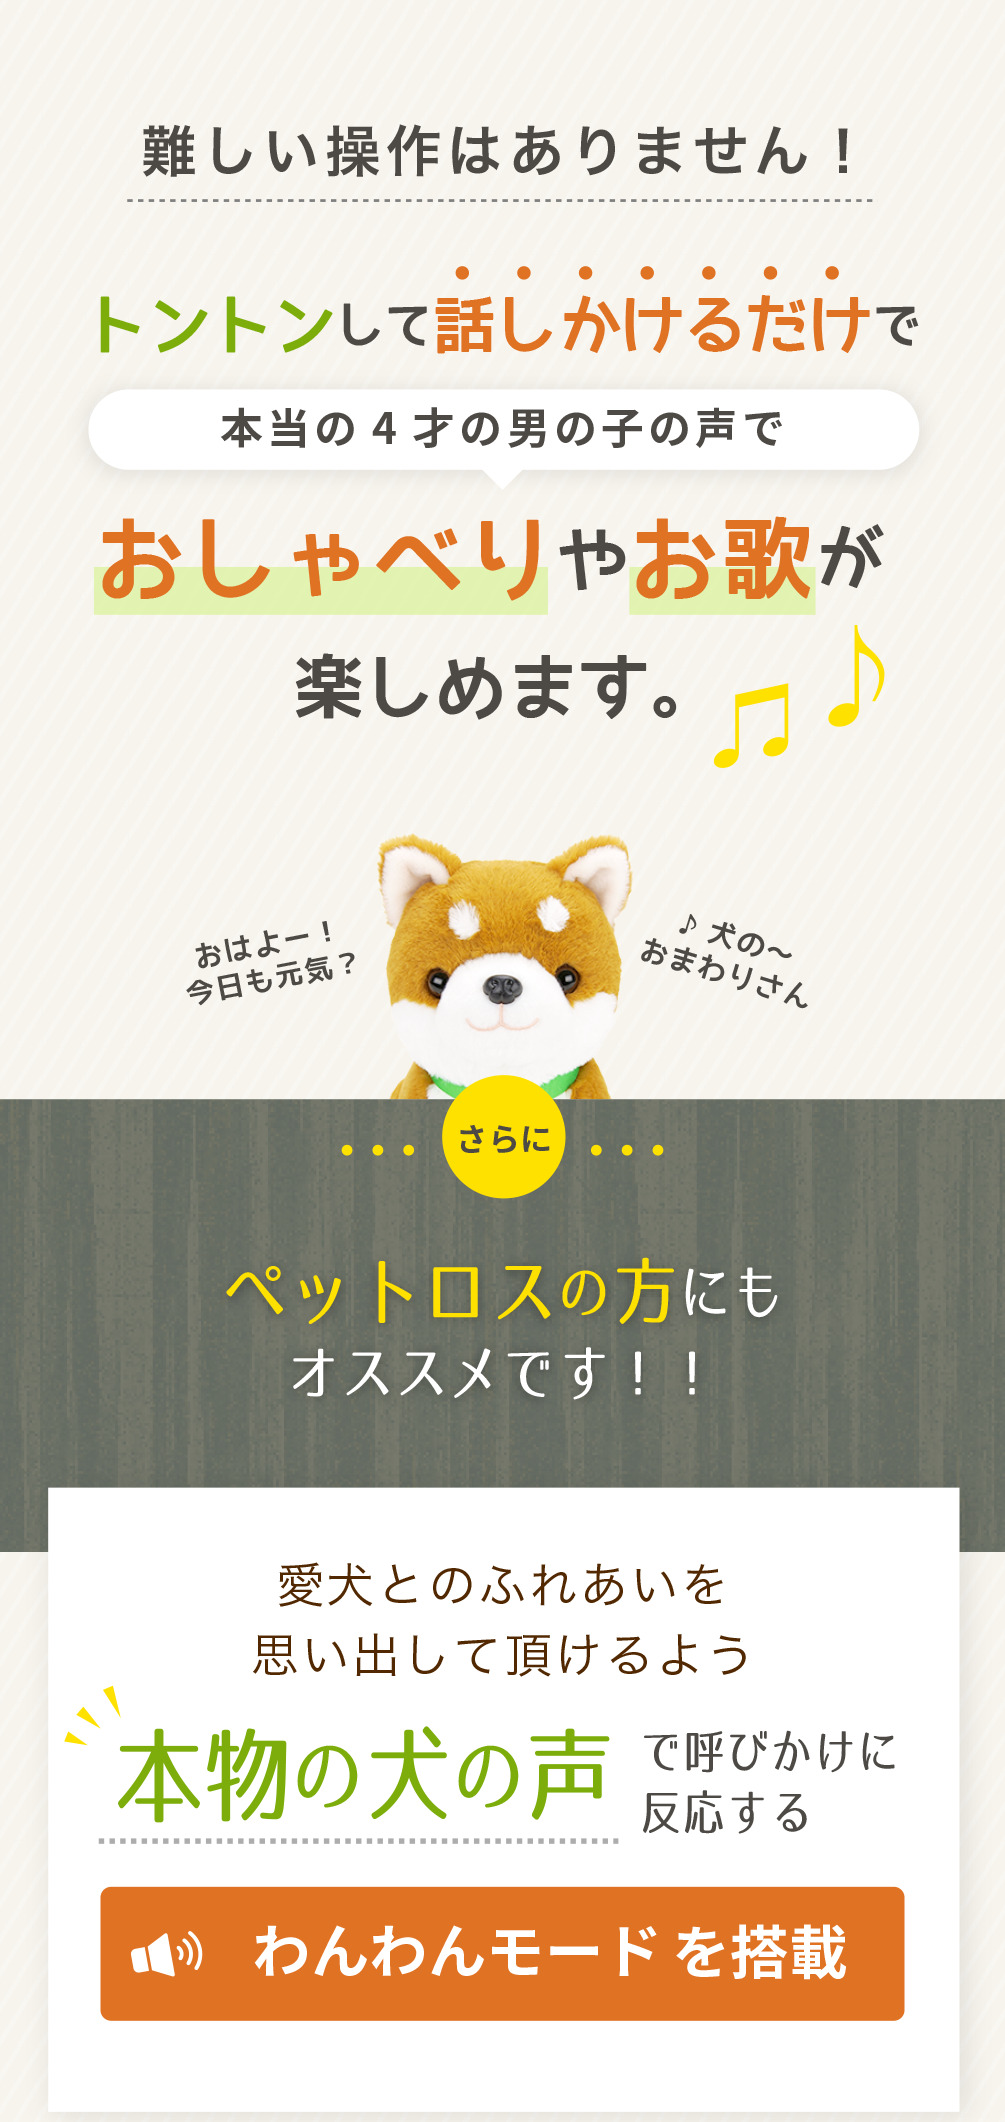 難しい操作はありません！
トントンして話しかけるだけで
本当の4才の男の子の声で
おしゃべりやお歌が
楽しめます。
おはよー！
今日も元気？
♪犬の～
おまわりさん
さらに
ペットロスの方にも
オススメです！！
愛犬とのふれあいを
思い出して頂けるよう
本物の犬の声
で呼びかけに
反応する
わんわんモードを搭載